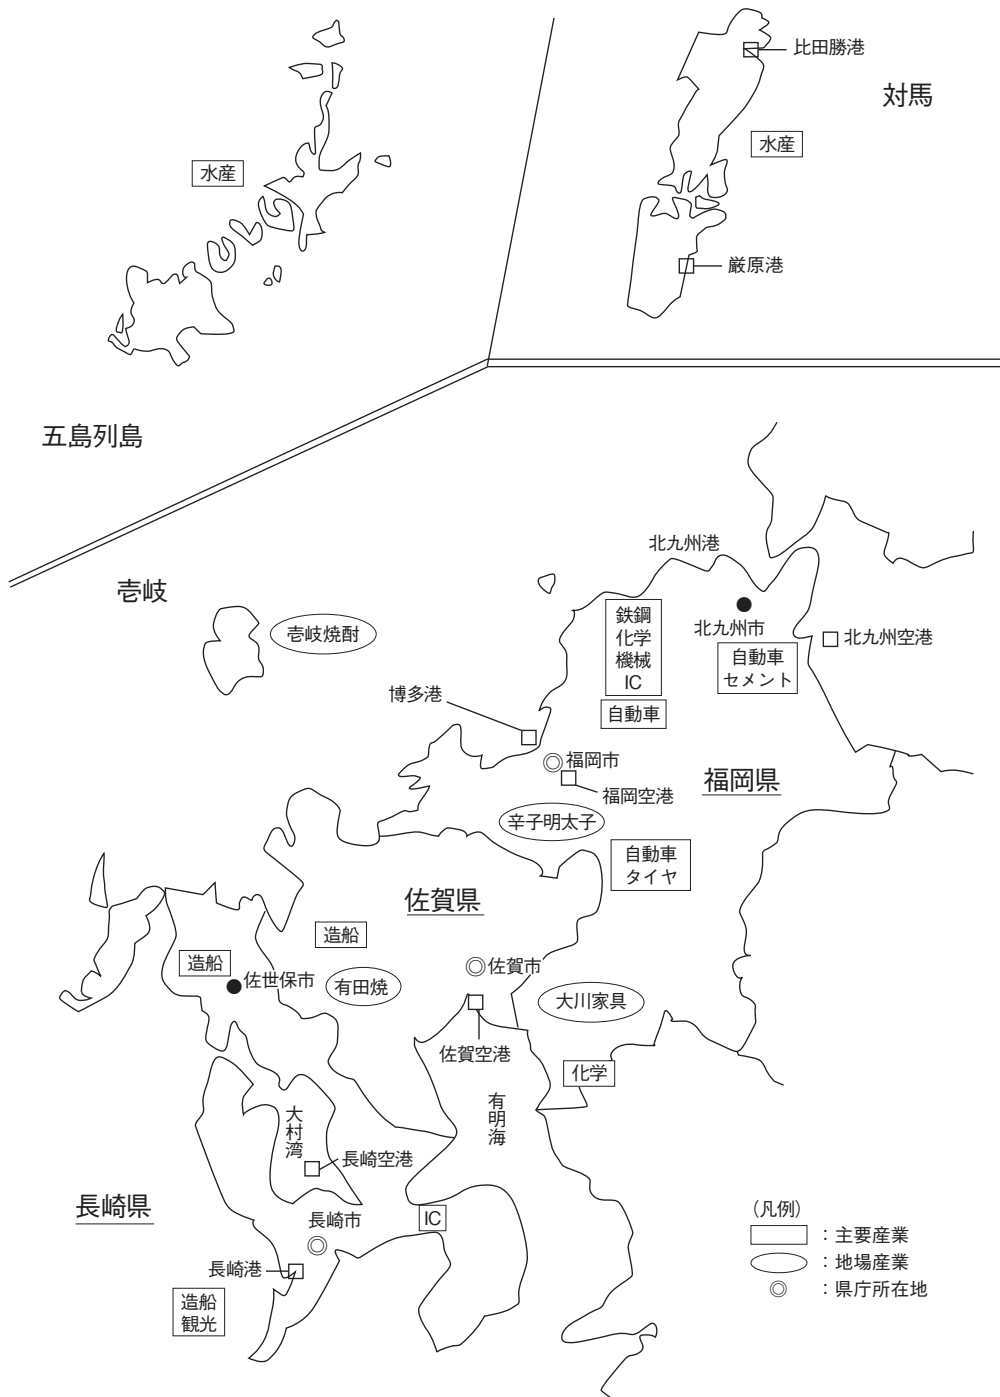 比田勝港
対馬
水産
水産
厳原港
五島列島
壱岐
壱岐焼酎
北九州港
鉄鋼
化学
機械
IC
自動車
北九州市
自動車
セメント
北九州空港
博多港
福岡市
福岡空港
福岡県
辛子明太子
自動車
タイヤ
佐賀県
造船
造船
佐世保市
有田焼
佐賀市
大川家具
佐賀空港
化学
有明海
大村湾
長崎空港
長崎県
長崎市
IC
長崎港
造船
観光
(凡例)
:主要産業
:地場産業
◎:県庁所在地